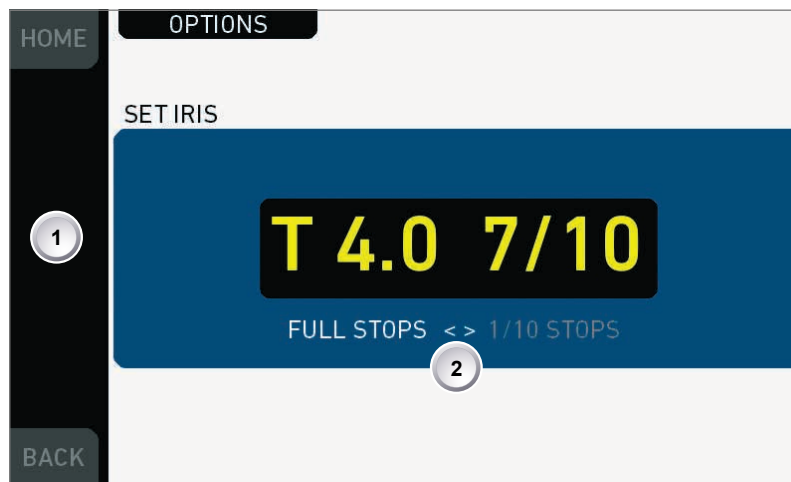 HOME
OPTIONS
SET IRIS
1
T 4.0 7/10
FULL STOPS < > 1/10 STOPS
2
BACK